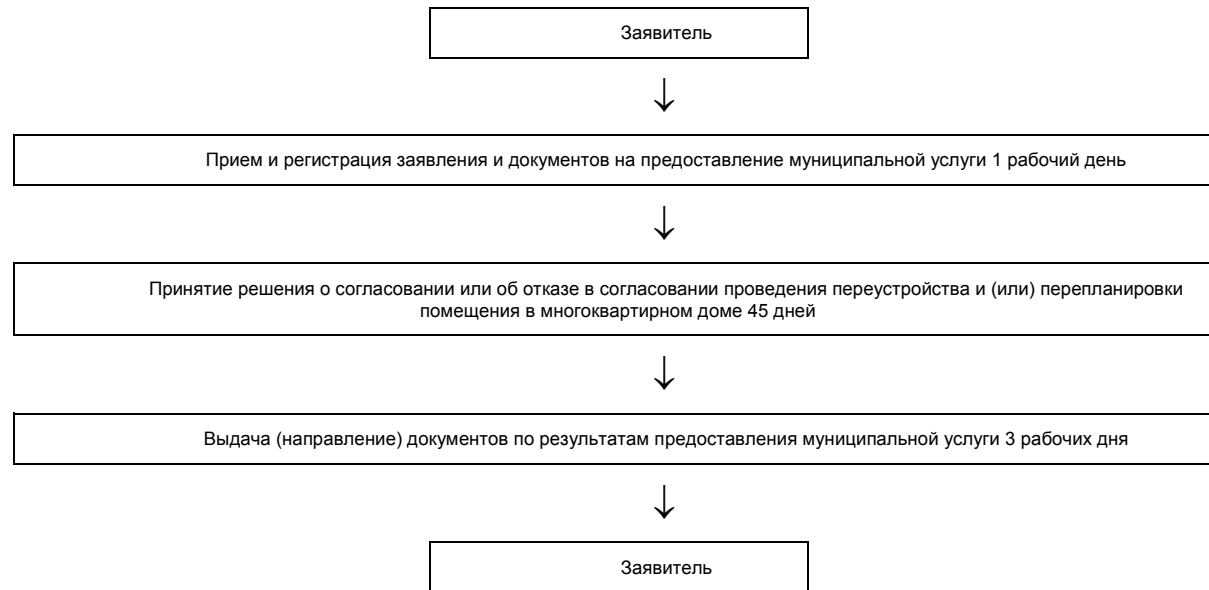 Заявитель
↓
Прием и регистрация заявления и документов на предоставление муниципальной услуги 1 рабочий день
↓
Принятие решения о согласовании или об отказе в согласовании проведения переустройства и (или) перепланировки
помещения в многоквартирном доме 45 дней
↓
Выдача (направление) документов по результатам предоставления муниципальной услуги 3 рабочих дня
↓
Заявитель